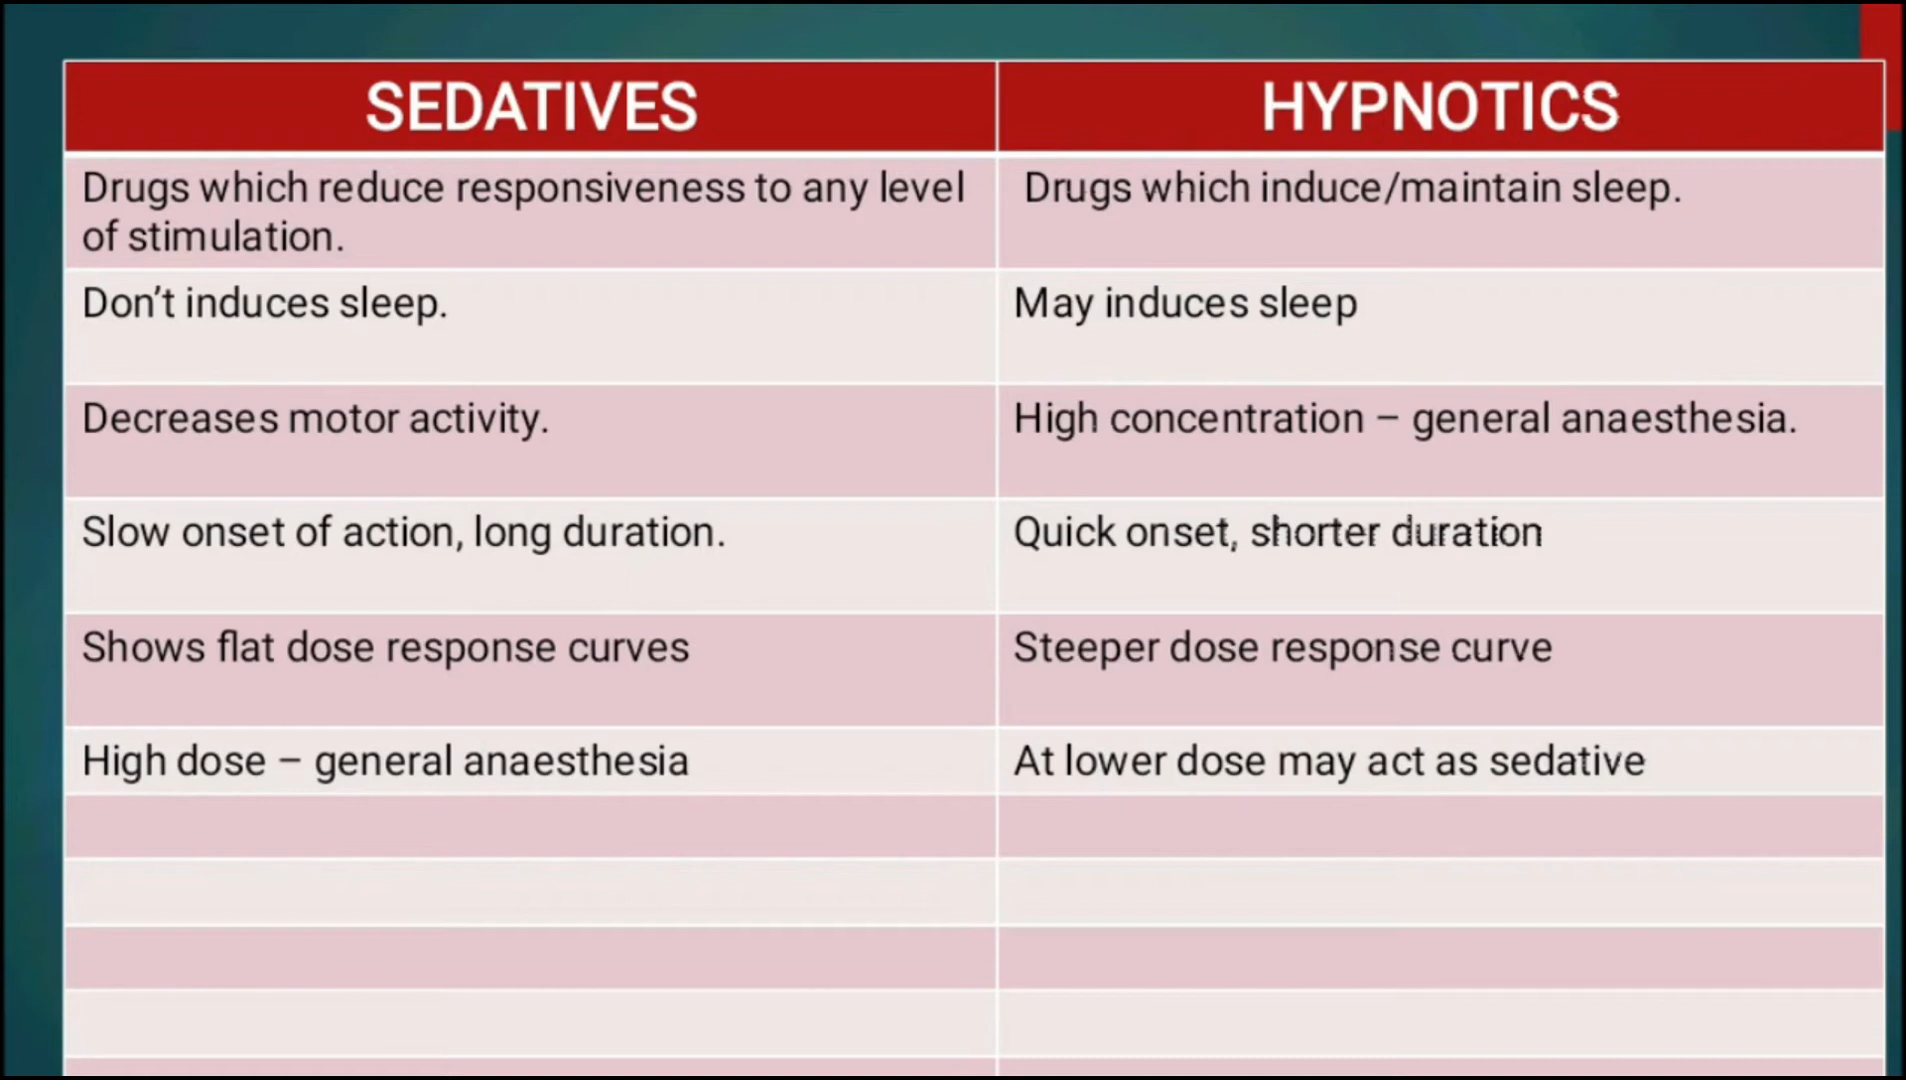 SEDATIVES
HYPNOTICS
Drugs which reduce responsiveness to any level
of stimulation.
Drugs which induce/maintain sleep.
Don’t induces sleep.
May induces sleep
Decreases motor activity.
High concentration – general anaesthesia.
Slow onset of action, long duration.
Quick onset, shorter duration
Shows flat dose response curves
Steeper dose response curve
High dose – general anaesthesia
At lower dose may act as sedative